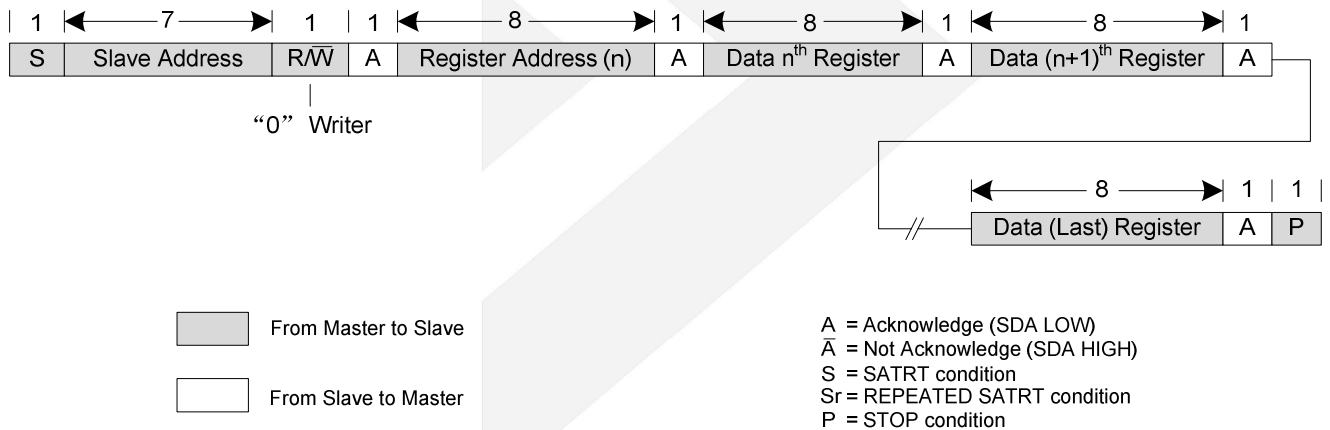 1 7 1 1 8 1 8 1 8 1
S Slave Address R/W̅ A Register Address (n) A Data nth Register A Data (n+1)th Register A
“0” Writer
8 1 1
Data (Last) Register A P
From Master to Slave
From Slave to Master
A = Acknowledge (SDA LOW)
A̅ = Not Acknowledge (SDA HIGH)
S = SATRT condition
Sr = REPEATED SATRT condition
P = STOP condition